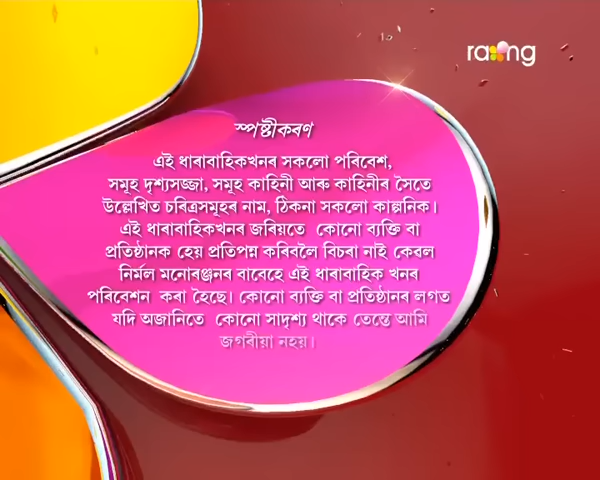 rang
স্পষ্টীকৰণ
এই ধাৰাবাহিকখনৰ সকলো পৰিবেশ,
সমূহ দৃশ্যসজ্জা, সমূহ কাহিনী আৰু কাহিনীৰ সৈতে
উল্লেখিত চৰিত্ৰসমূহৰ নাম, ঠিকনা সকলো কাল্পনিক।
এই ধাৰাবাহিকখনৰ জৰিয়তে কোনো ব্যক্তি বা
প্ৰতিষ্ঠানক হেয় প্ৰতিপন্ন কৰিবলৈ বিচৰা নাই কেৱল
নিৰ্মল মনোৰঞ্জনৰ বাবেহে এই ধাৰাবাহিক খনৰ
পৰিবেশন কৰা হৈছে। কোনো ব্যক্তি বা প্ৰতিষ্ঠানৰ লগত
যদি অজানিতে কোনো সাদৃশ্য থাকে তেন্তে আমি
জগৰীয়া নহয়।